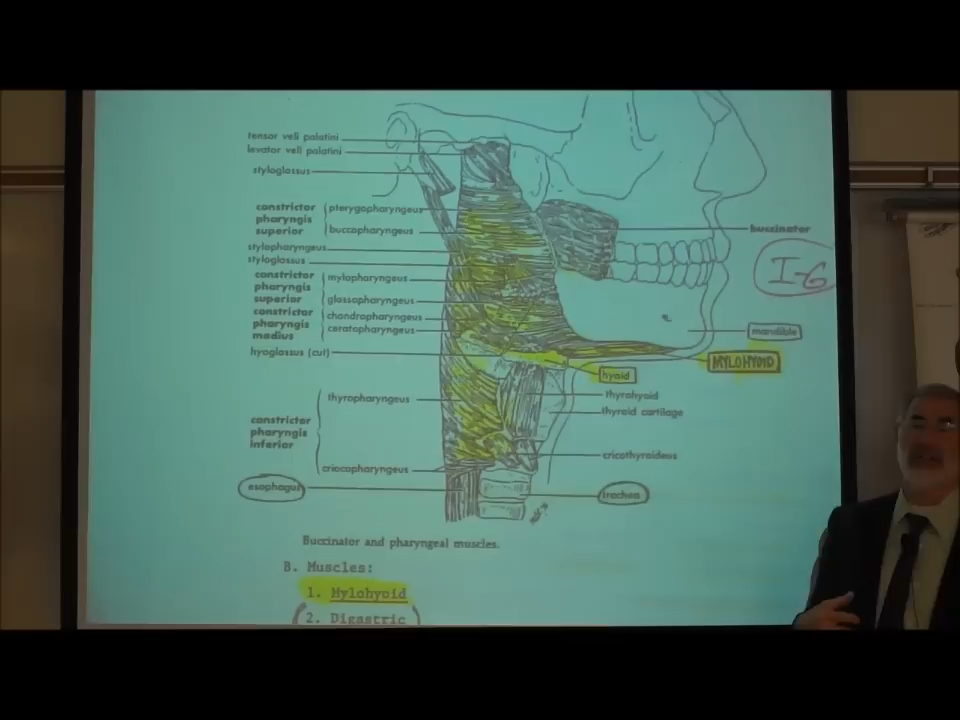 tensor veli palatini
levator veli palatini
styloglossus
constrictor
pharyngis
superior
pterygopharyngeus
buccopharyngeus
stylopharyngeus
styloglossus
constrictor
pharyngis
superior
mylopharyngeus
glossopharyngeus
constrictor
pharyngis
medius
chondropharyngeus
ceratopharyngeus
hyoglossus (cut)
constrictor
pharyngis
inferior
thyropharyngeus
cricopharyngeus
esophagus
buccinator
I-6
mandible
MYLOHYOID
hyoid
thyrohyoid
thyroid cartilage
cricothyroideus
trachea
Buccinator and pharyngeal muscles.
B. Muscles:
1. Mylohyoid
2. Digastric